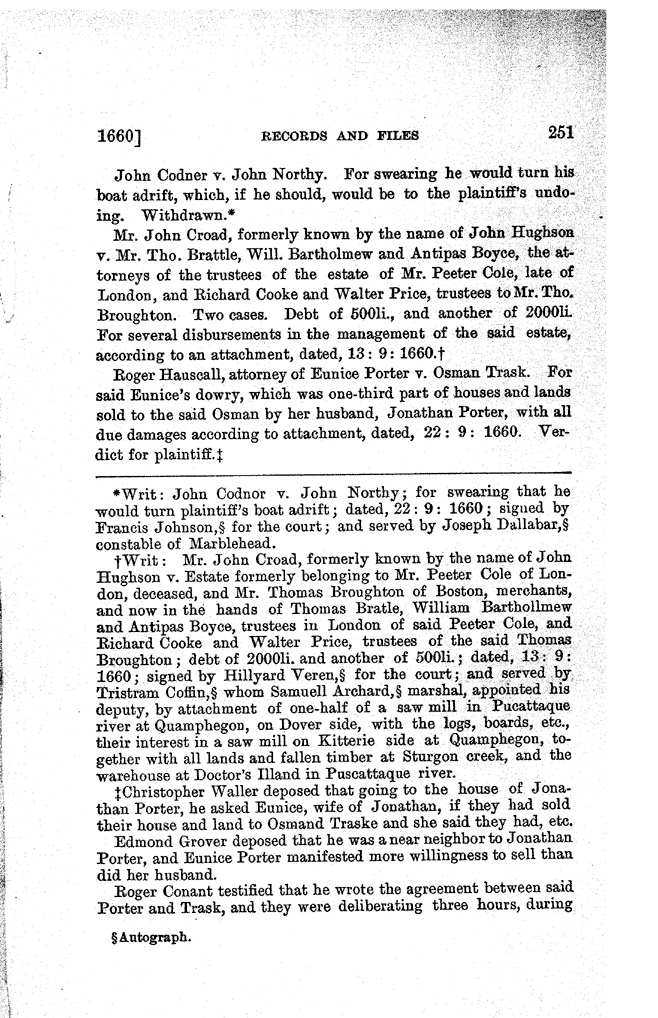 1660] RECORDS AND FILES 251
John Codner v. John Northy. For swearing he would turn his
boat adrift, which, if he should, would be to the plaintiff's undo-
ing. Withdrawn.*
Mr. John Croad, formerly known by the name of John Hughson
v. Mr. Tho. Brattle, Will. Bartholmew and Antipas Boyce, the at-
torneys of the trustees of the estate of Mr. Peeter Cole, late of
London, and Richard Cooke and Walter Price, trustees to Mr. Tho.
Broughton. Two cases. Debt of 500li., and another of 2000li.
For several disbursements in the management of the said estate,
according to an attachment, dated, 13: 9: 1660.†
Roger Hauscall, attorney of Eunice Porter v. Osman Trask. For
said Eunice's dowry, which was one-third part of houses and lands
sold to the said Osman by her husband, Jonathan Porter, with all
due damages according to attachment, dated, 22: 9: 1660. Ver-
dict for plaintiff.‡
*Writ: John Codnor v. John Northy; for swearing that he
would turn plaintiff's boat adrift; dated, 22: 9: 1660; signed by
Francis Johnson,§ for the court; and served by Joseph Dallabar,§
constable of Marblehead.
†Writ: Mr. John Croad, formerly known by the name of John
Hughson v. Estate formerly belonging to Mr. Peeter Cole of Lon-
don, deceased, and Mr. Thomas Broughton of Boston, merchants,
and now in the hands of Thomas Bratle, William Barthollmew
and Antipas Boyce, trustees in London of said Peeter Cole, and
Richard Cooke and Walter Price, trustees of the said Thomas
Broughton; debt of 2000li. and another of 500li.; dated, 13: 9:
1660; signed by Hillyard Veren,§ for the court; and served by
Tristram Coffin,§ whom Samuell Archard,§ marshal, appointed his
deputy, by attachment of one-half of a saw mill in Pucattaque
river at Quamphegon, on Dover side, with the logs, boards, etc.,
their interest in a saw mill on Kitterie side at Quamphegon, to-
gether with all lands and fallen timber at Sturgon creek, and the
warehouse at Doctor's Illand in Puscattaque river.
‡Christopher Waller deposed that going to the house of Jona-
than Porter, he asked Eunice, wife of Jonathan, if they had sold
their house and land to Osmand Traske and she said they had, etc.
Edmond Grover deposed that he was a near neighbor to Jonathan
Porter, and Eunice Porter manifested more willingness to sell than
did her husband.
Roger Conant testified that he wrote the agreement between said
Porter and Trask, and they were deliberating three hours, during
§Autograph.